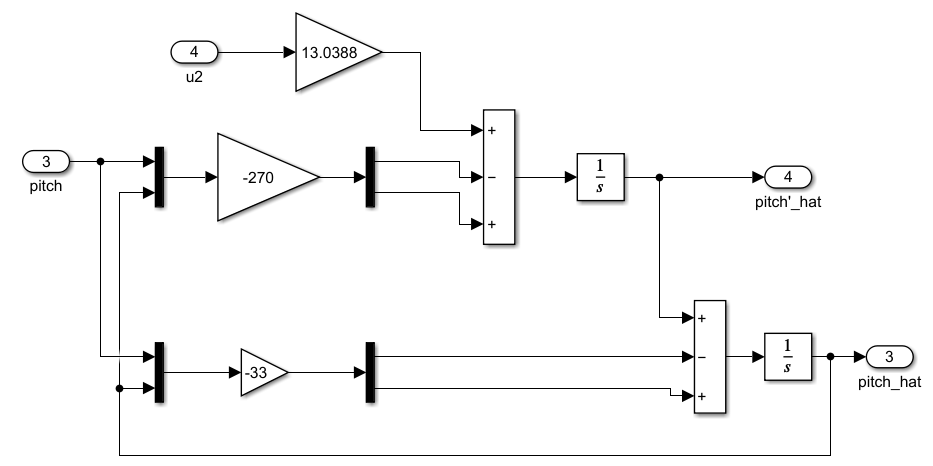 4
u2
13.0388
+
−
+
3
pitch
-270
1
s
4
pitch'_hat
+
−
+
-33
1
s
3
pitch_hat